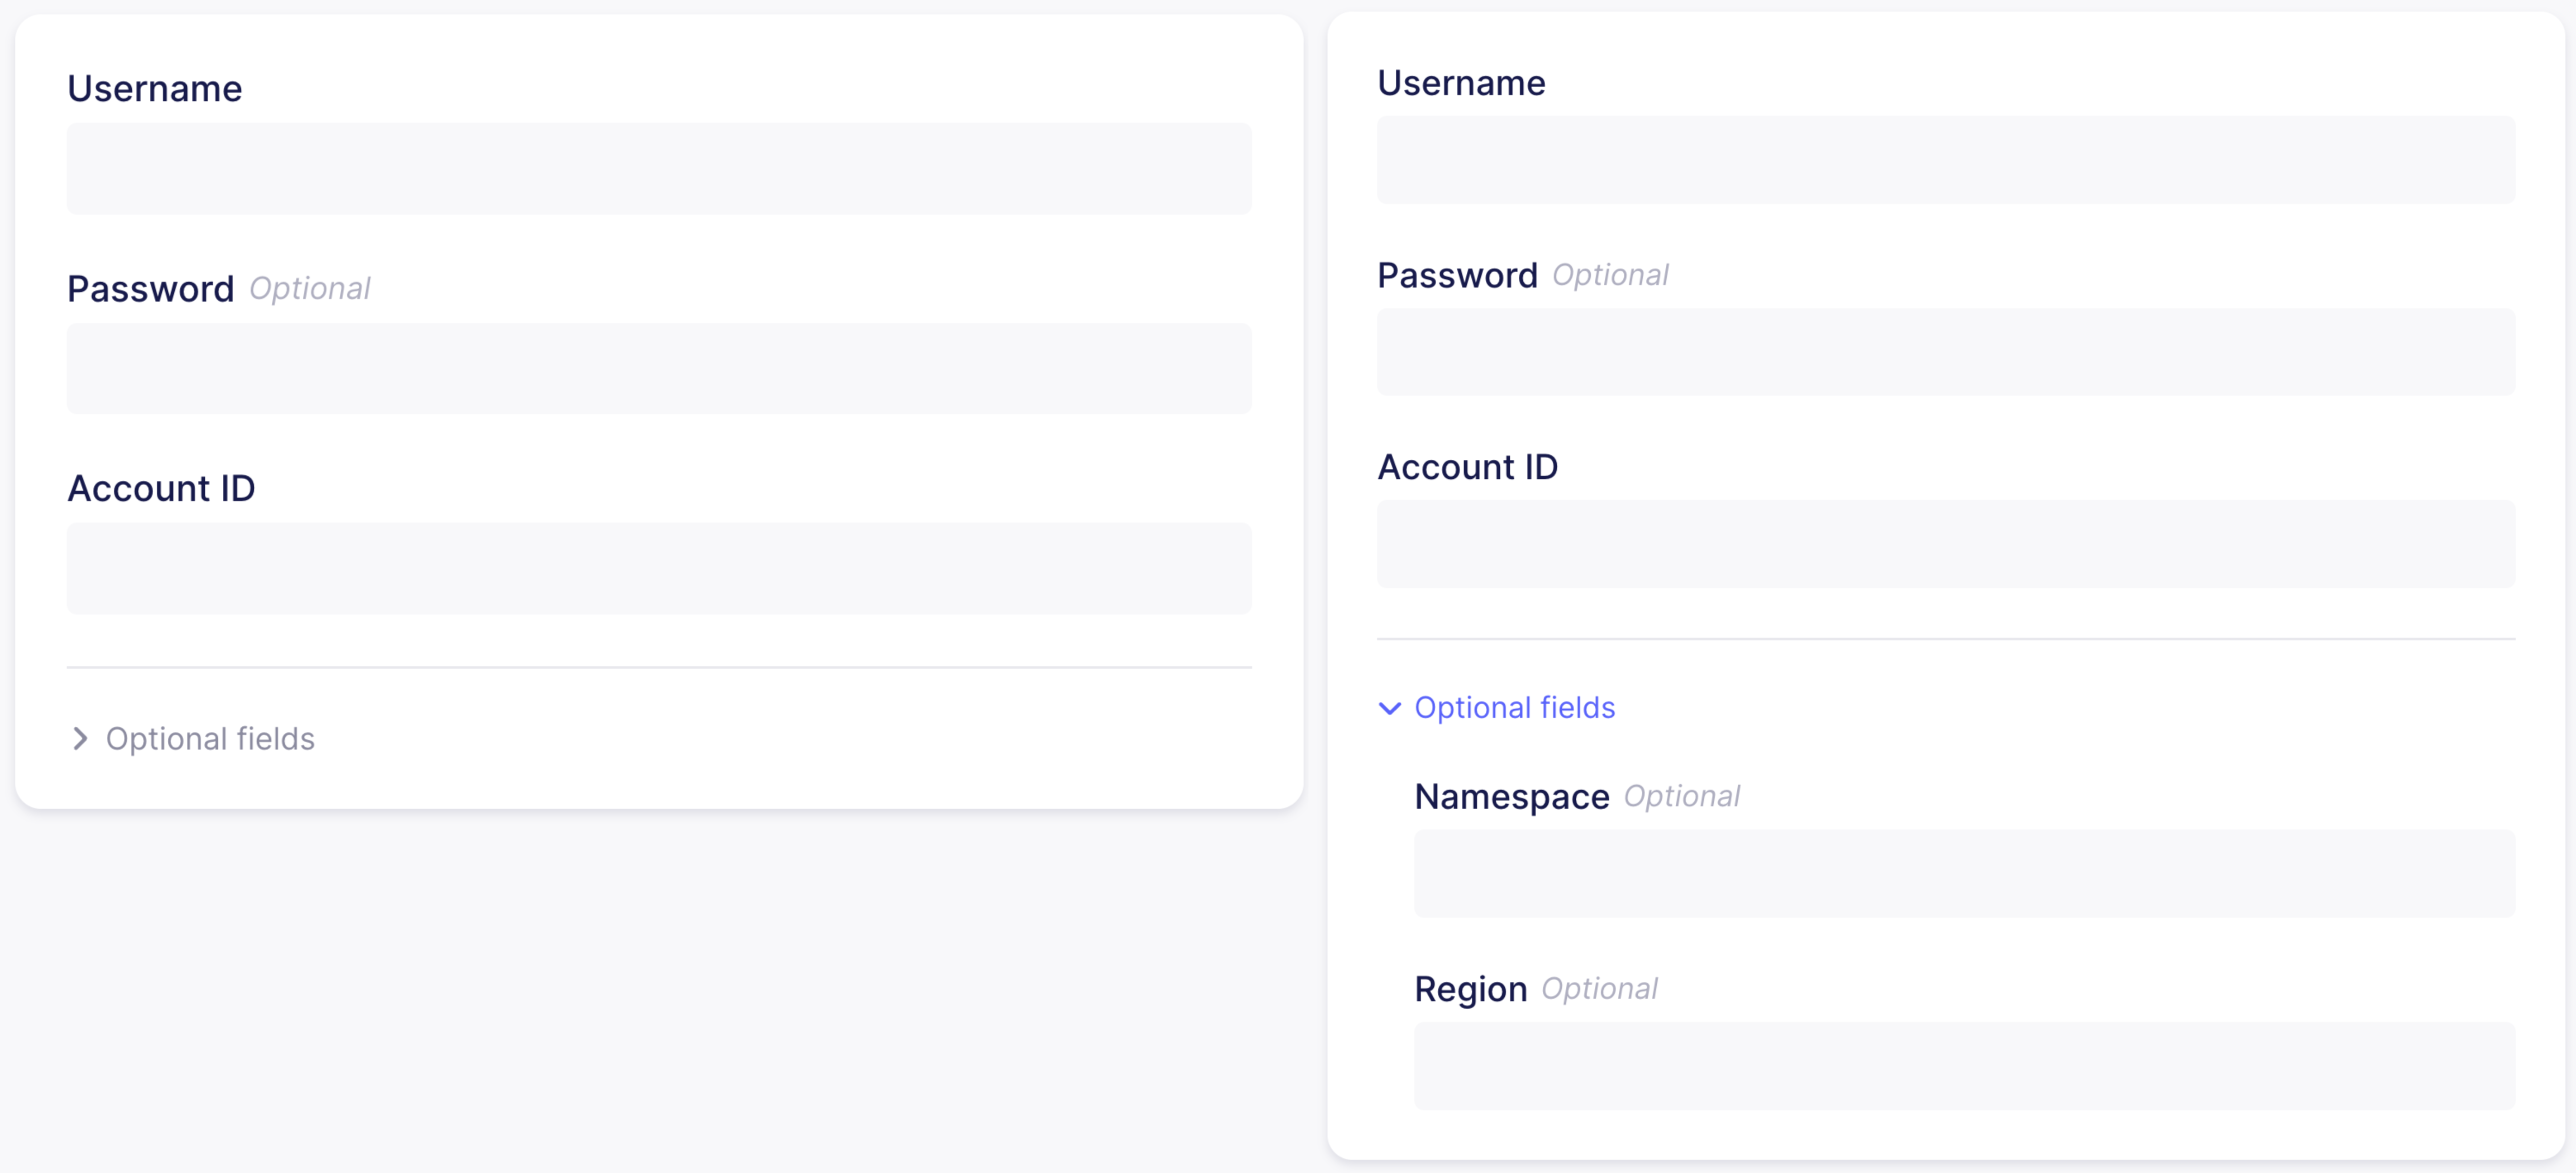 Username
Password Optional
Account ID
Optional fields
Username
Password Optional
Account ID
Optional fields
Namespace Optional
Region Optional